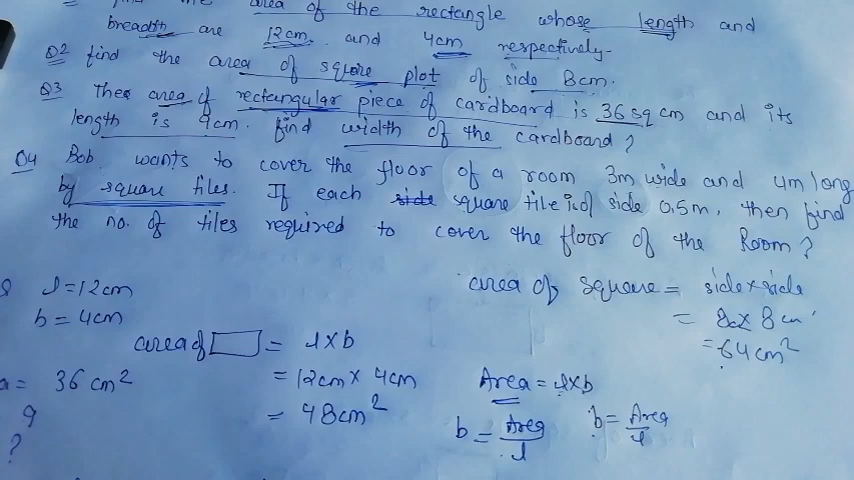 area of the rectangle whose length and
breadth are 12cm and 4cm respectively.
Q2 find the area of square plot of side 8cm.
Q3 The area of rectangular piece of cardboard is 36 sq cm and its
length is 9cm. find width of the cardboard?
Q4 Bob wants to cover the floor of a room 3m wide and 4m long
by square tiles. If each square tile is of side 0.5m, then find
the no. of tiles required to cover the floor of the Room?
l=12cm
b=4cm
area of = l×b
=12cm×4cm
=48cm²
area of square = side×side
= 8×8cm
=64cm²
a= 36cm²
9
?
Area = l×b
b = Area/l
b = Area/l